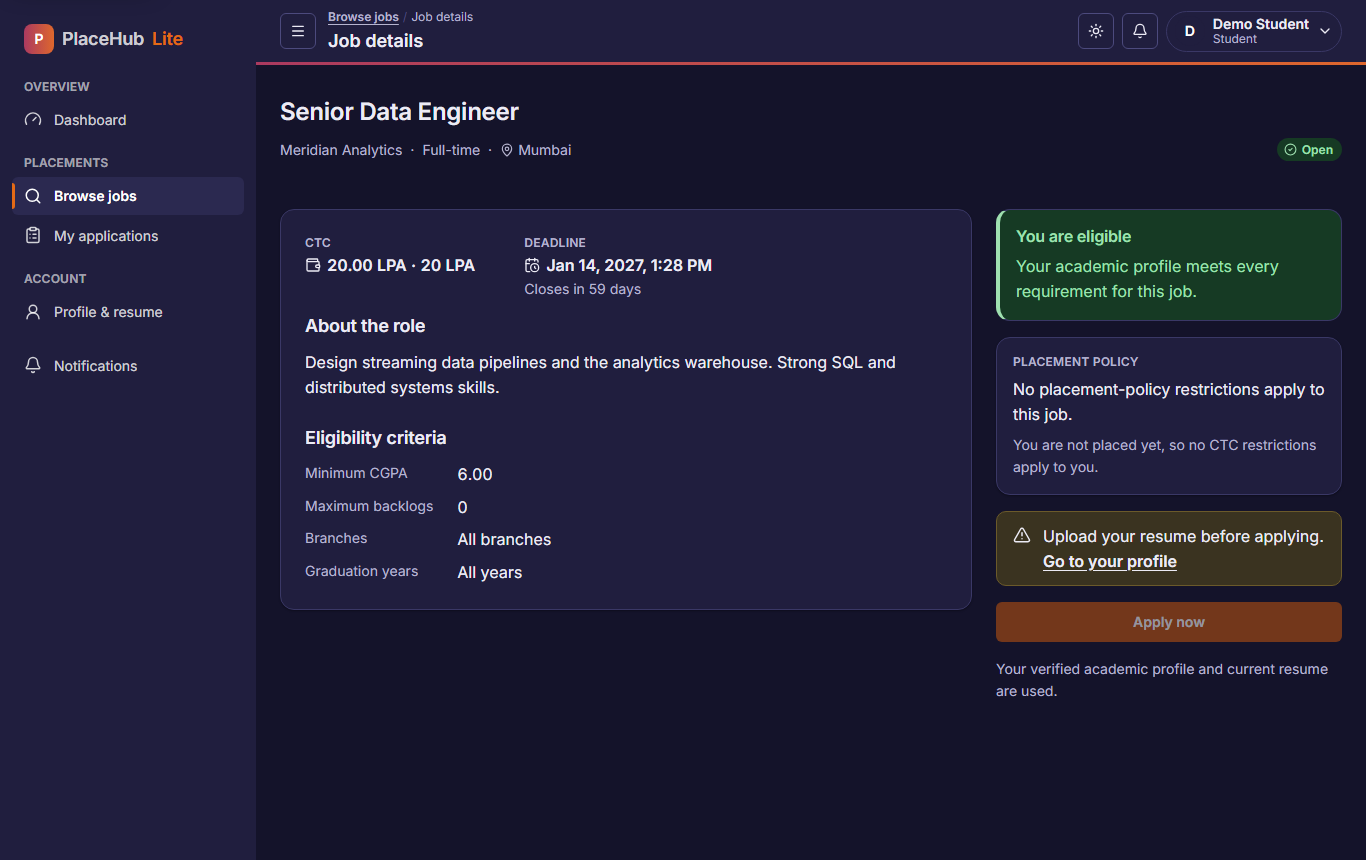 P PlaceHub Lite
OVERVIEW
Dashboard
PLACEMENTS
Browse jobs
My applications
ACCOUNT
Profile & resume
Notifications
Browse jobs / Job details
Job details
D
Demo Student
Student
Senior Data Engineer
Meridian Analytics · Full-time · Mumbai
Open
CTC
20.00 LPA · 20 LPA
DEADLINE
Jan 14, 2027, 1:28 PM
Closes in 59 days
About the role
Design streaming data pipelines and the analytics warehouse. Strong SQL and
distributed systems skills.
Eligibility criteria
Minimum CGPA 6.00
Maximum backlogs 0
Branches All branches
Graduation years All years
You are eligible
Your academic profile meets every
requirement for this job.
PLACEMENT POLICY
No placement-policy restrictions apply to
this job.
You are not placed yet, so no CTC restrictions
apply to you.
Upload your resume before applying.
Go to your profile
Apply now
Your verified academic profile and current resume
are used.